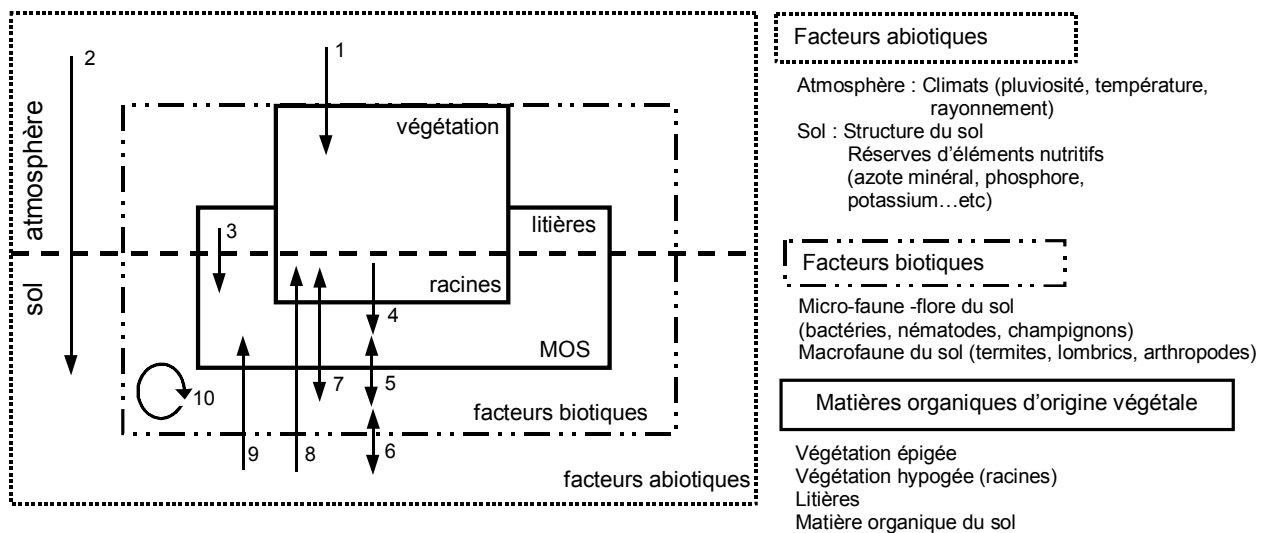 1
2
atmosphère
végétation
litières
3
sol
racines
4
MOS
7
5
10
facteurs biotiques
9
8
6
facteurs abiotiques
Facteurs abiotiques
Atmosphère : Climats (pluviosité, température,
rayonnement)
Sol : Structure du sol
Réserves d'éléments nutritifs
(azote minéral, phosphore,
potassium…etc)
Facteurs biotiques
Micro-faune -flore du sol
(bactéries, nématodes, champignons)
Macrofaune du sol (termites, lombrics, arthropodes)
Matières organiques d'origine végétale
Végétation épigée
Végétation hypogée (racines)
Litières
Matière organique du sol